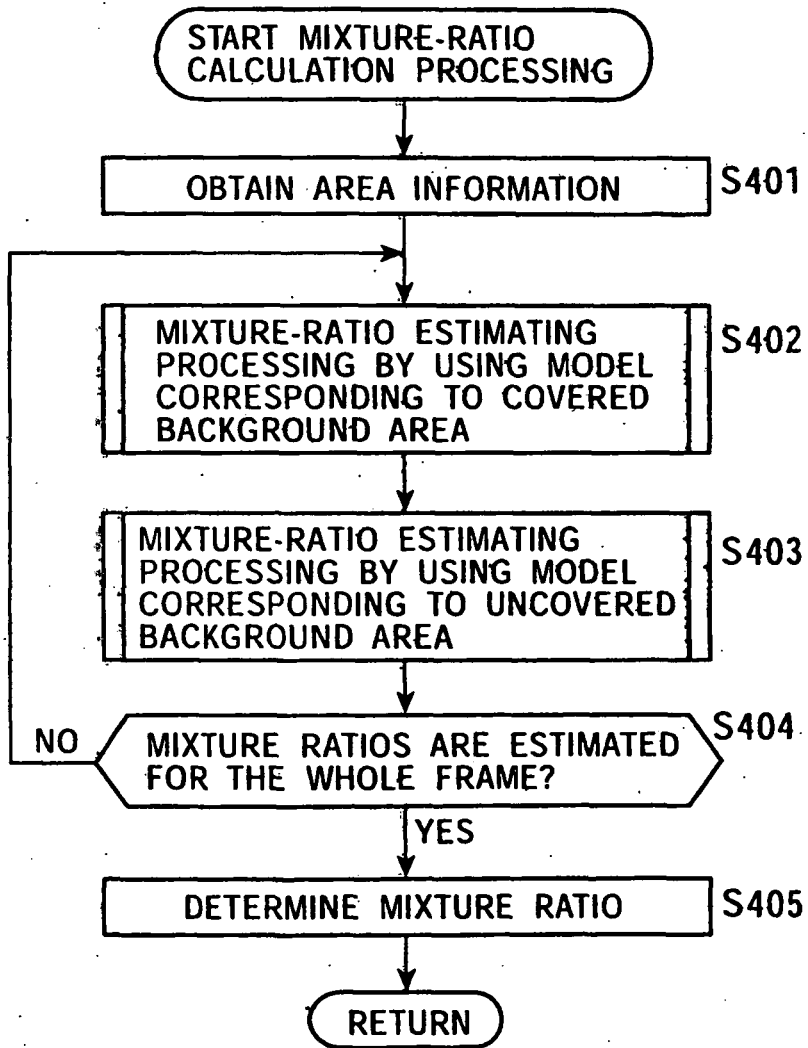 START MIXTURE-RATIO
CALCULATION PROCESSING
OBTAIN AREA INFORMATION
S401
MIXTURE-RATIO ESTIMATING
PROCESSING BY USING MODEL
CORRESPONDING TO COVERED
BACKGROUND AREA
S402
MIXTURE-RATIO ESTIMATING
PROCESSING BY USING MODEL
CORRESPONDING TO UNCOVERED
BACKGROUND AREA
S403
NO
MIXTURE RATIOS ARE ESTIMATED
FOR THE WHOLE FRAME?
S404
YES
DETERMINE MIXTURE RATIO
S405
RETURN